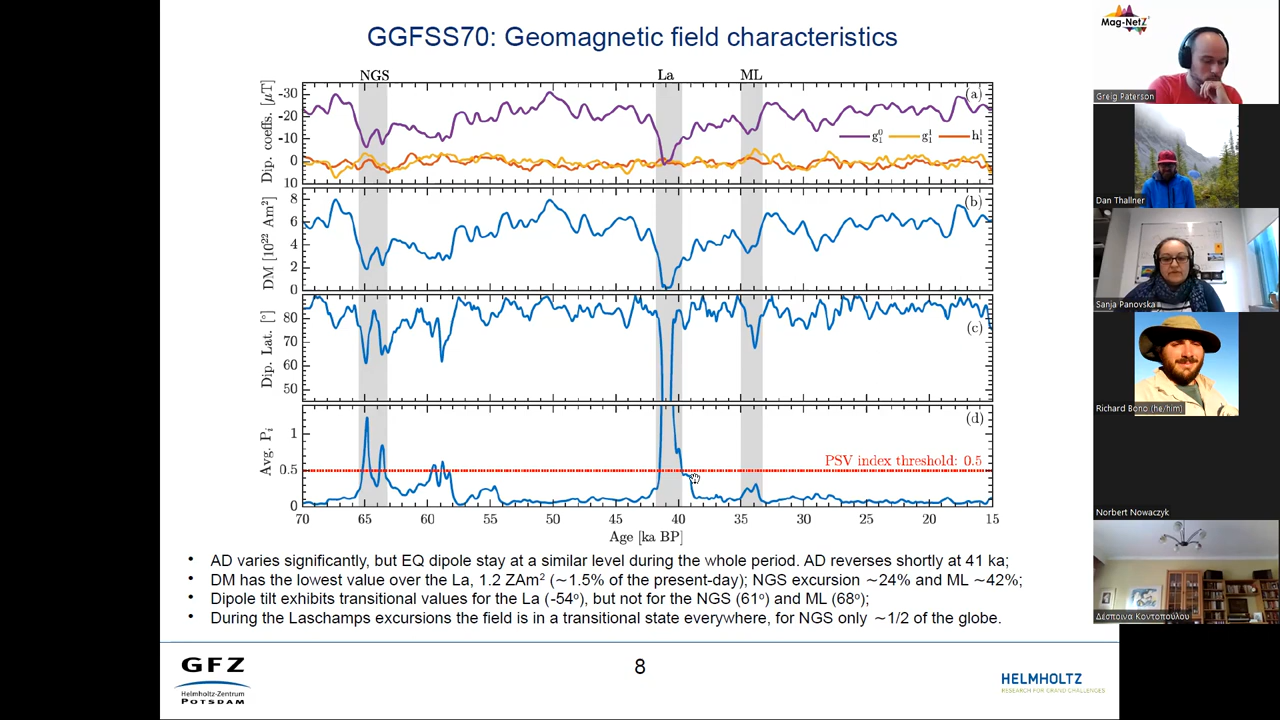 GGFSS70: Geomagnetic field characteristics
NGS La ML
Dip. coeffs. [μT]
-30
-20
-10
0
10
(a)
g₁⁰ g₁¹ h₁¹
DM [10²² Am²]
8
6
4
2
0
(b)
Dip. Lat. [°]
80
70
60
50
(c)
Avg. Pᵢ
1
0.5
0
(d)
PSV index threshold: 0.5
70 65 60 55 50 45 40 35 30 25 20 15
Age [ka BP]
• AD varies significantly, but EQ dipole stay at a similar level during the whole period. AD reverses shortly at 41 ka;
• DM has the lowest value over the La, 1.2 ZAm² (∼1.5% of the present-day); NGS excursion ∼24% and ML ∼42%;
• Dipole tilt exhibits transitional values for the La (-54º), but not for the NGS (61º) and ML (68º);
• During the Laschamps excursions the field is in a transitional state everywhere, for NGS only ∼1/2 of the globe.
GFZ
Helmholtz-Zentrum
POTSDAM
8
HELMHOLTZ
RESEARCH FOR GRAND CHALLENGES
Mag-NetZ
Greig Paterson
Dan Thallner
Sanja Panovska
Richard Bono (he/him)
Norbert Nowaczyk
Δέσποινα Κοντοπούλου